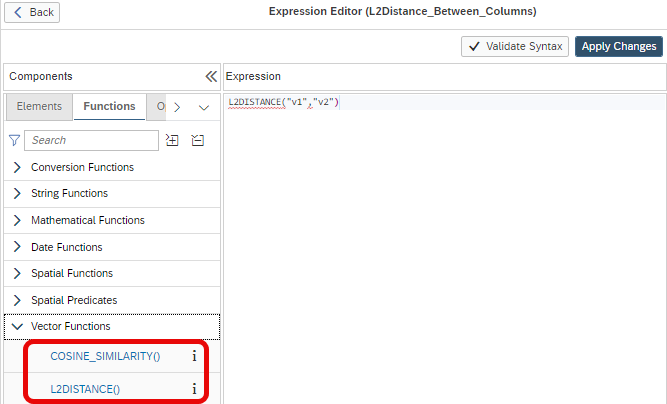 Back
Expression Editor (L2Distance_Between_Columns)
Validate Syntax
Apply Changes
Components
Expression
Elements
Functions
L2DISTANCE("v1","v2")
Search
Conversion Functions
String Functions
Mathematical Functions
Date Functions
Spatial Functions
Spatial Predicates
Vector Functions
COSINE_SIMILARITY() i
L2DISTANCE() i